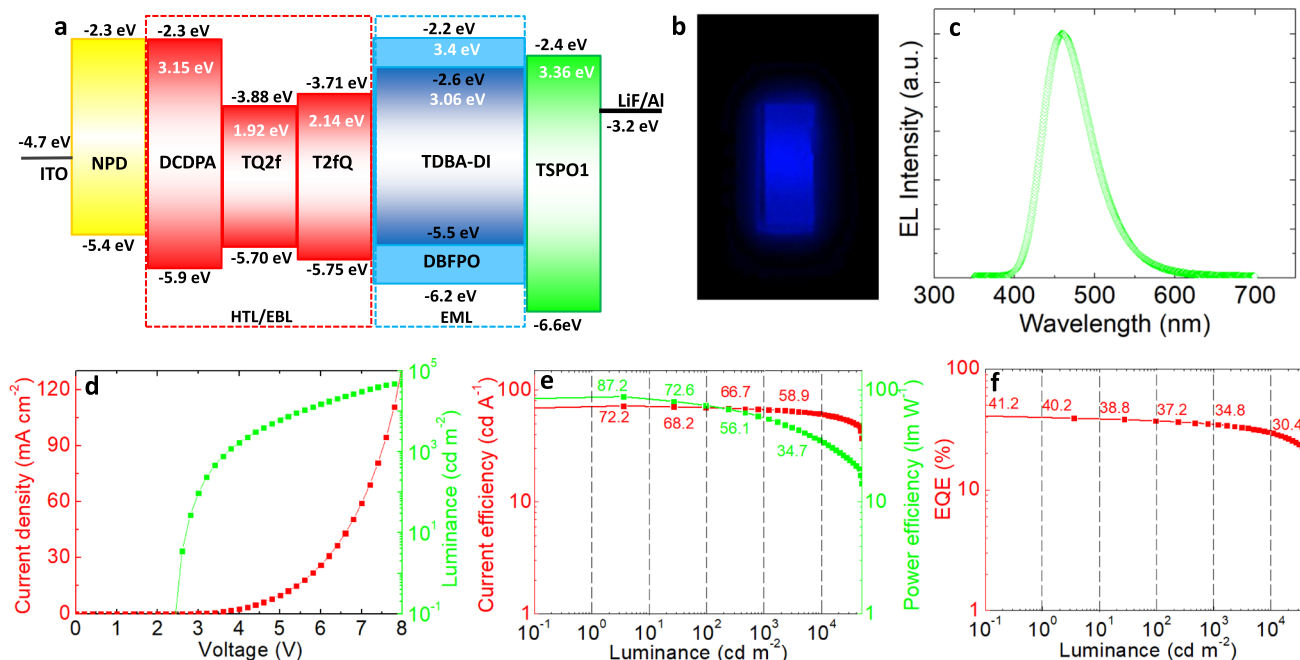 a
-2.3 eV
-2.3 eV
-2.2 eV
3.4 eV
-2.4 eV
3.15 eV
-3.88 eV
-3.71 eV
-2.6 eV
3.06 eV
3.36 eV
LiF/Al
-3.2 eV
1.92 eV
2.14 eV
-4.7 eV
ITO
NPD
DCDPA
TQ2f
T2fQ
TDBA-DI
TSPO1
-5.4 eV
-5.9 eV
-5.70 eV
-5.75 eV
-5.5 eV
DBFPO
-6.2 eV
-6.6eV
HTL/EBL
EML
b
c
EL Intensity (a.u.)
300 400 500 600 700
Wavelength (nm)
d
Current density (mA cm-2)
120
90
60
30
0
0 1 2 3 4 5 6 7 8
Voltage (V)
10^5
10^3
10^1
10^-1
Luminance (cd m-2)
e
Current efficiency (cd A-1)
100
10
1
87.2 72.6 66.7 58.9
72.2 68.2 56.1 34.7
10^-1 10^0 10^1 10^2 10^3 10^4
Luminance (cd m-2)
100
10
1
Power efficiency (lm W-1)
f
EQE (%)
100
10
1
41.2 40.2 38.8 37.2 34.8 30.4
10^-1 10^0 10^1 10^2 10^3 10^4
Luminance (cd m-2)